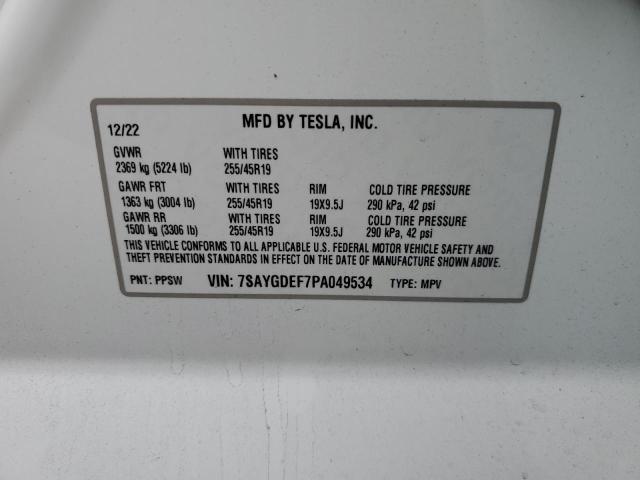 12/22 MFD BY TESLA, INC.
GVWR WITH TIRES
2369 kg (5224 lb) 255/45R19
GAWR FRT WITH TIRES RIM COLD TIRE PRESSURE
1363 kg (3004 lb) 255/45R19 19X9.5J 290 kPa, 42 psi
GAWR RR WITH TIRES RIM COLD TIRE PRESSURE
1500 kg (3306 lb) 255/45R19 19X9.5J 290 kPa, 42 psi
THIS VEHICLE CONFORMS TO ALL APPLICABLE U.S. FEDERAL MOTOR VEHICLE SAFETY AND
THEFT PREVENTION STANDARDS IN EFFECT ON THE DATE OF MANUFACTURE SHOWN ABOVE.
PNT: PPSW VIN: 7SAYGDEF7PA049534 TYPE: MPV